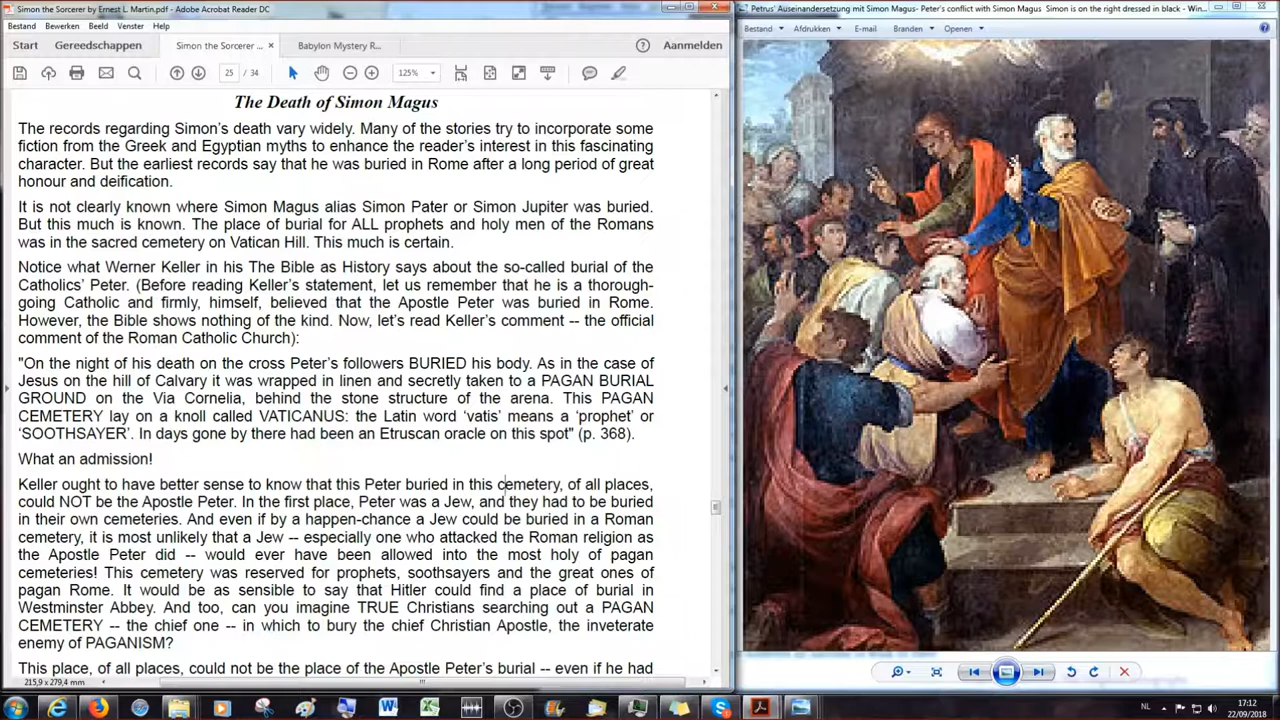 Simon the Sorcerer by Ernest L. Martin.pdf - Adobe Acrobat Reader DC
Bestand Bewerken Beeld Venster Help
Start Gereedschappen Simon the Sorcerer ... × Babylon Mystery R... Aanmelden
25 / 34 125%
The Death of Simon Magus
The records regarding Simon's death vary widely. Many of the stories try to incorporate some
fiction from the Greek and Egyptian myths to enhance the reader's interest in this fascinating
character. But the earliest records say that he was buried in Rome after a long period of great
honour and deification.
It is not clearly known where Simon Magus alias Simon Pater or Simon Jupiter was buried.
But this much is known. The place of burial for ALL prophets and holy men of the Romans
was in the sacred cemetery on Vatican Hill. This much is certain.
Notice what Werner Keller in his The Bible as History says about the so-called burial of the
Catholics' Peter. (Before reading Keller's statement, let us remember that he is a thorough-
going Catholic and firmly, himself, believed that the Apostle Peter was buried in Rome.
However, the Bible shows nothing of the kind. Now, let's read Keller's comment -- the official
comment of the Roman Catholic Church):
"On the night of his death on the cross Peter's followers BURIED his body. As in the case of
Jesus on the hill of Calvary it was wrapped in linen and secretly taken to a PAGAN BURIAL
GROUND on the Via Cornelia, behind the stone structure of the arena. This PAGAN
CEMETERY lay on a knoll called VATICANUS: the Latin word 'vatis' means a 'prophet' or
'SOOTHSAYER'. In days gone by there had been an Etruscan oracle on this spot" (p. 368).
What an admission!
Keller ought to have better sense to know that this Peter buried in this cemetery, of all places,
could NOT be the Apostle Peter. In the first place, Peter was a Jew, and they had to be buried
in their own cemeteries. And even if by a happen-chance a Jew could be buried in a Roman
cemetery, it is most unlikely that a Jew -- especially one who attacked the Roman religion as
the Apostle Peter did -- would ever have been allowed into the most holy of pagan
cemeteries! This cemetery was reserved for prophets, soothsayers and the great ones of
pagan Rome. It would be as sensible to say that Hitler could find a place of burial in
Westminster Abbey. And too, can you imagine TRUE Christians searching out a PAGAN
CEMETERY -- the chief one -- in which to bury the chief Christian Apostle, the inveterate
enemy of PAGANISM?
This place, of all places, could not be the place of the Apostle Peter's burial -- even if he had
215,9 x 279,4 mm
Petrus' Auseinandersetzung mit Simon Magus- Peter's conflict with Simon Magus Simon is on the right dressed in black - Win...
Bestand Afdrukken E-mail Branden Openen
NL 17:12
22/09/2018